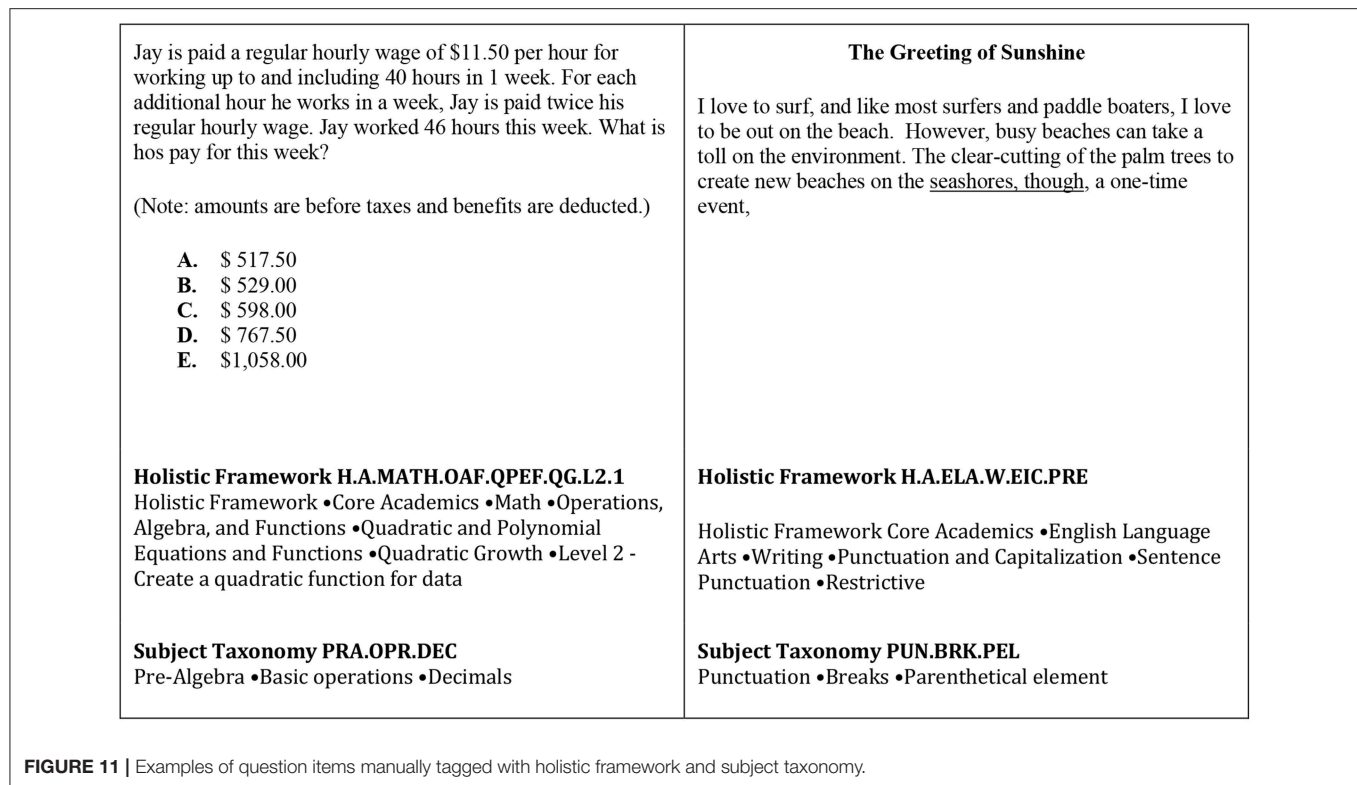 Jay is paid a regular hourly wage of $11.50 per hour for
working up to and including 40 hours in 1 week. For each
additional hour he works in a week, Jay is paid twice his
regular hourly wage. Jay worked 46 hours this week. What is
hos pay for this week?
(Note: amounts are before taxes and benefits are deducted.)
A. $ 517.50
B. $ 529.00
C. $ 598.00
D. $ 767.50
E. $1,058.00
Holistic Framework H.A.MATH.OAF.QPEF.QG.L2.1
Holistic Framework •Core Academics •Math •Operations,
Algebra, and Functions •Quadratic and Polynomial
Equations and Functions •Quadratic Growth •Level 2 -
Create a quadratic function for data
Subject Taxonomy PRA.OPR.DEC
Pre-Algebra •Basic operations •Decimals
The Greeting of Sunshine
I love to surf, and like most surfers and paddle boaters, I love
to be out on the beach.  However, busy beaches can take a
toll on the environment. The clear-cutting of the palm trees to
create new beaches on the seashores, though, a one-time
event,
Holistic Framework H.A.ELA.W.EIC.PRE
Holistic Framework Core Academics •English Language
Arts •Writing •Punctuation and Capitalization •Sentence
Punctuation •Restrictive
Subject Taxonomy PUN.BRK.PEL
Punctuation •Breaks •Parenthetical element
FIGURE 11 | Examples of question items manually tagged with holistic framework and subject taxonomy.